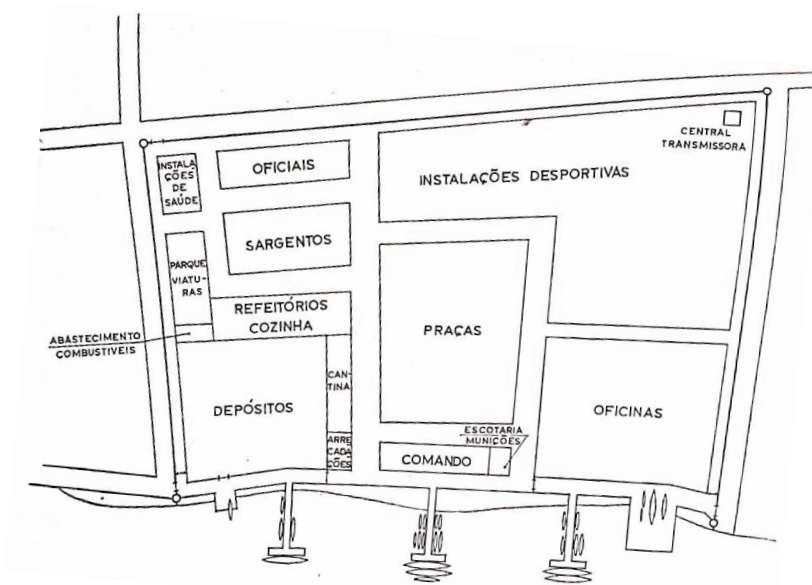 CENTRAL
TRANSMISSORA
INSTALA
ÇÕES
DE
SAÚDE
OFICIAIS
INSTALAÇÕES DESPORTIVAS
SARGENTOS
PARQUE
VIATU-
RAS
REFEITÓRIOS
COZINHA
ABASTECIMENTO
COMBUSTIVEIS
PRAÇAS
CAN-
TINA
DEPÓSITOS
OFICINAS
ARRE
CADA
ÇÕES
COMANDO
ESCOTARIA
MUNIÇÕES